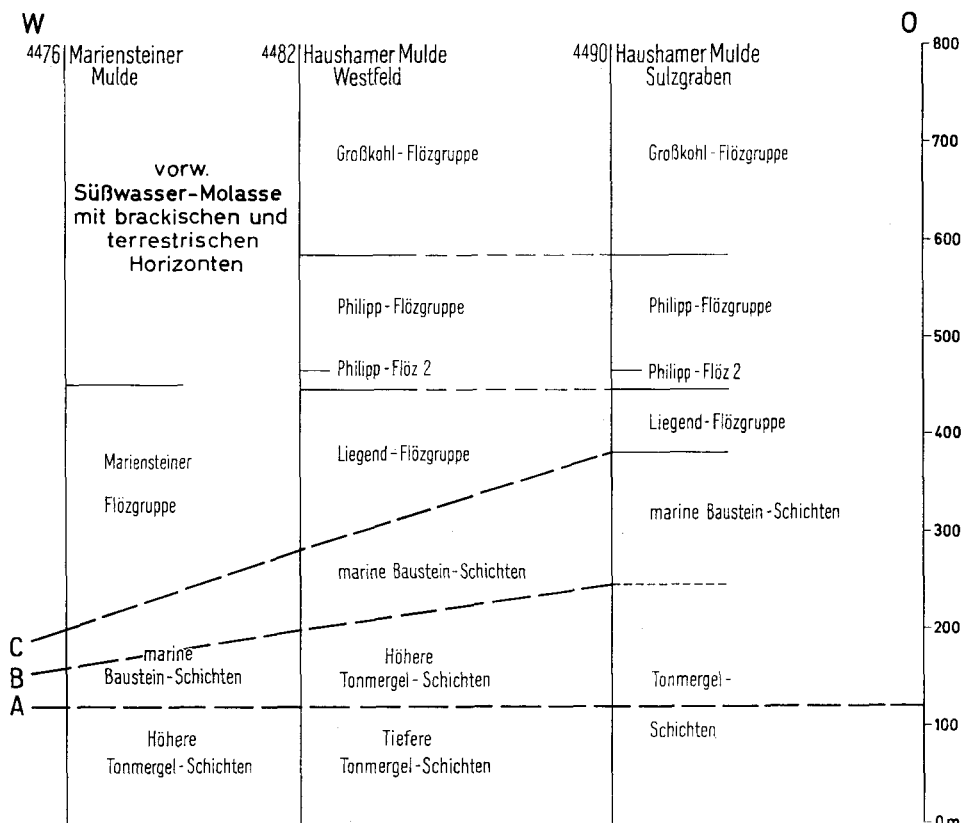 W
O
4476 Mariensteiner
Mulde
4482 Haushamer Mulde
Westfeld
4490 Haushamer Mulde
Sulzgraben
vorw.
Süßwasser-Molasse
mit brackischen und
terrestrischen
Horizonten
Mariensteiner
Flözgruppe
marine
Baustein-Schichten
Höhere
Tonmergel-Schichten
Großkohl-Flözgruppe
Philipp-Flözgruppe
Philipp-Flöz 2
Liegend-Flözgruppe
marine Baustein-Schichten
Höhere
Tonmergel-Schichten
Tiefere
Tonmergel-Schichten
Großkohl-Flözgruppe
Philipp-Flözgruppe
Philipp-Flöz 2
Liegend-Flözgruppe
marine Baustein-Schichten
Tonmergel-
Schichten
C
B
A
800
700
600
500
400
300
200
100
0 m